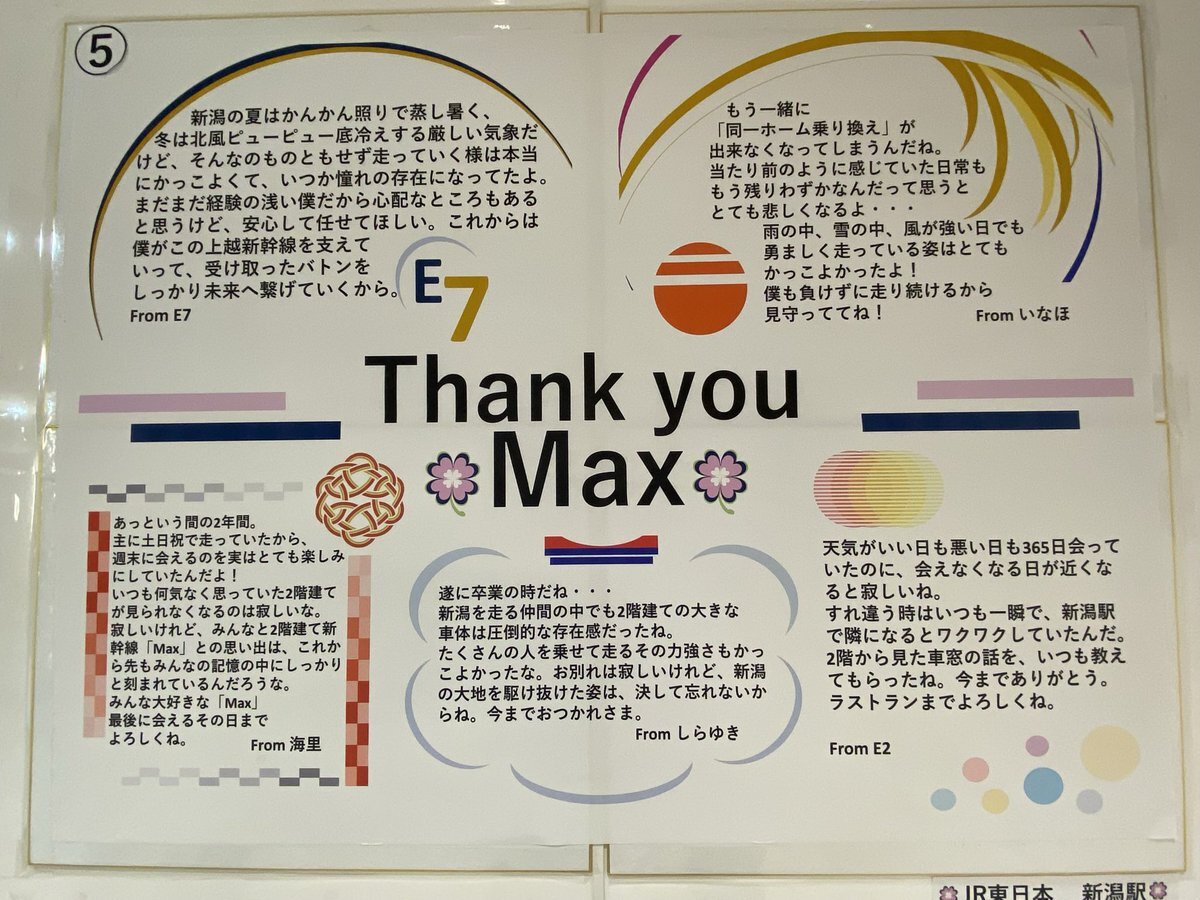 ⑤
新潟の夏はかんかん照りで蒸し暑く、
冬は北風ピューピュー底冷えする厳しい気象だ
けど、そんなのものともせず走っていく様は本当
にかっこよくて、いつか憧れの存在になってたよ。
まだまだ経験の浅い僕だから心配なところもある
と思うけど、安心して任せてほしい。これからは
僕がこの上越新幹線を支えて
いって、受け取ったバトンを
しっかり未来へ繋げていくから。
From E7
E7
もう一緒に
「同一ホーム乗り換え」が
出来なくなってしまうんだね。
当たり前のように感じていた日常も
もう残りわずかなんだって思うと
とても悲しくなるよ・・・
雨の中、雪の中、風が強い日でも
勇ましく走っている姿はとても
かっこよかったよ！
僕も負けずに走り続けるから
見守っててね！
From いなほ
Thank you
Max
あっという間の2年間。
主に土日祝で走っていたから、
週末に会えるのを実はとても楽しみ
にしていたんだよ！
いつも何気なく思っていた2階建て
が見られなくなるのは寂しいな。
寂しいけれど、みんなと2階建て新
幹線「Max」との思い出は、これか
ら先もみんなの記憶の中にしっかり
と刻まれているんだろうな。
みんな大好きな「Max」
最後に会えるその日まで
よろしくね。
From 海里
遂に卒業の時だね・・・
新潟を走る仲間の中でも2階建ての大きな
車体は圧倒的な存在感だったね。
たくさんの人を乗せて走るその力強さもかっ
こよかったな。お別れは寂しいけれど、新潟
の大地を駆け抜けた姿は、決して忘れないか
らね。今までおつかれさま。
From しらゆき
天気がいい日も悪い日も365日会って
いたのに、会えなくなる日が近くな
ると寂しいね。
すれ違う時はいつも一瞬で、新潟駅
で隣になるとワクワクしていたんだ。
2階から見た車窓の話を、いつも教え
てもらったね。今までありがとう。
ラストランまでよろしくね。
From E2
JR東日本 新潟駅